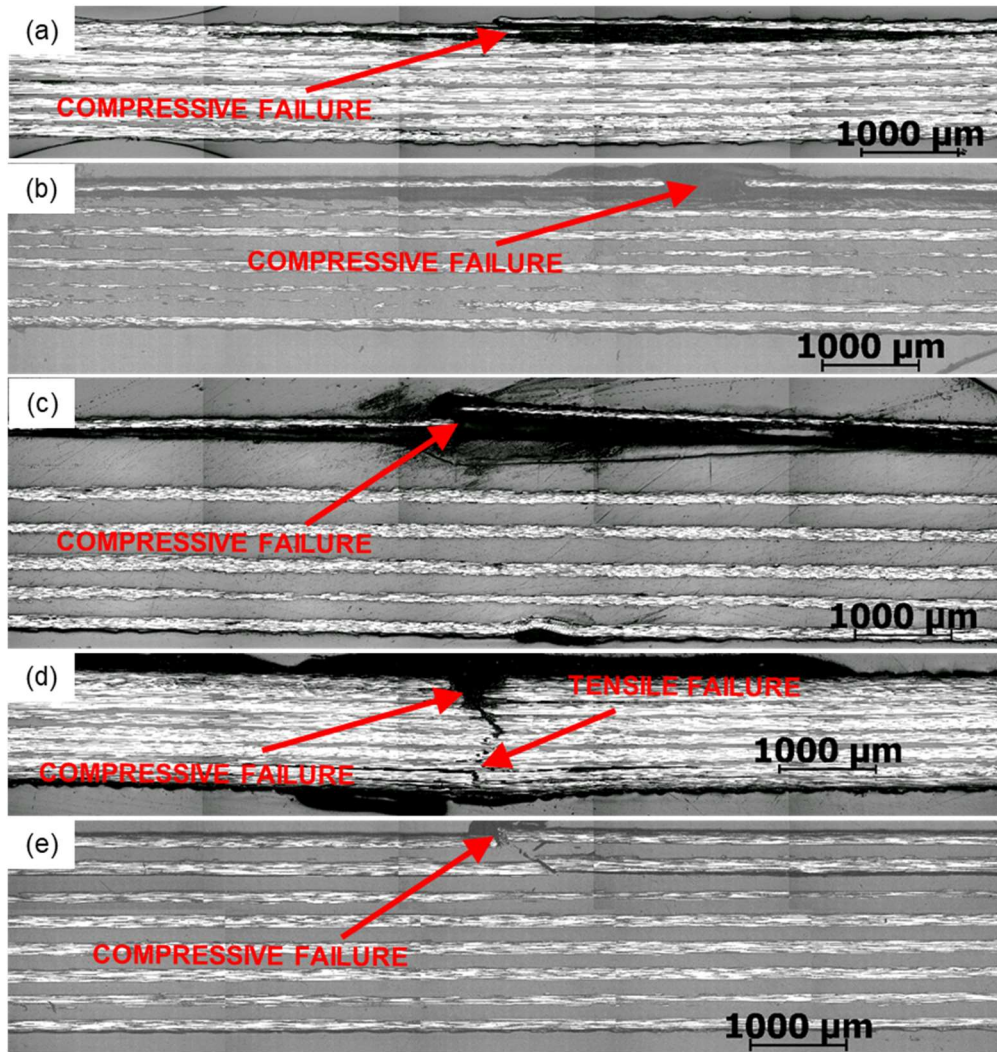 (a)
COMPRESSIVE FAILURE
1000 µm
(b)
COMPRESSIVE FAILURE
1000 µm
(c)
COMPRESSIVE FAILURE
1000 µm
(d)
TENSILE FAILURE
COMPRESSIVE FAILURE
1000 µm
(e)
COMPRESSIVE FAILURE
1000 µm